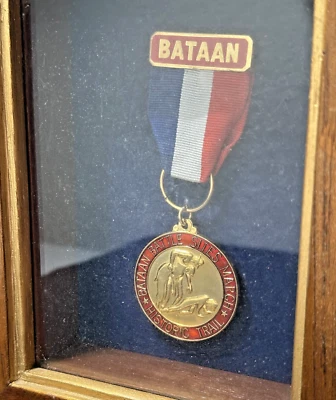 BATAAN
BATAAN BATTLE SITES MARCH
HISTORIC TRAIL